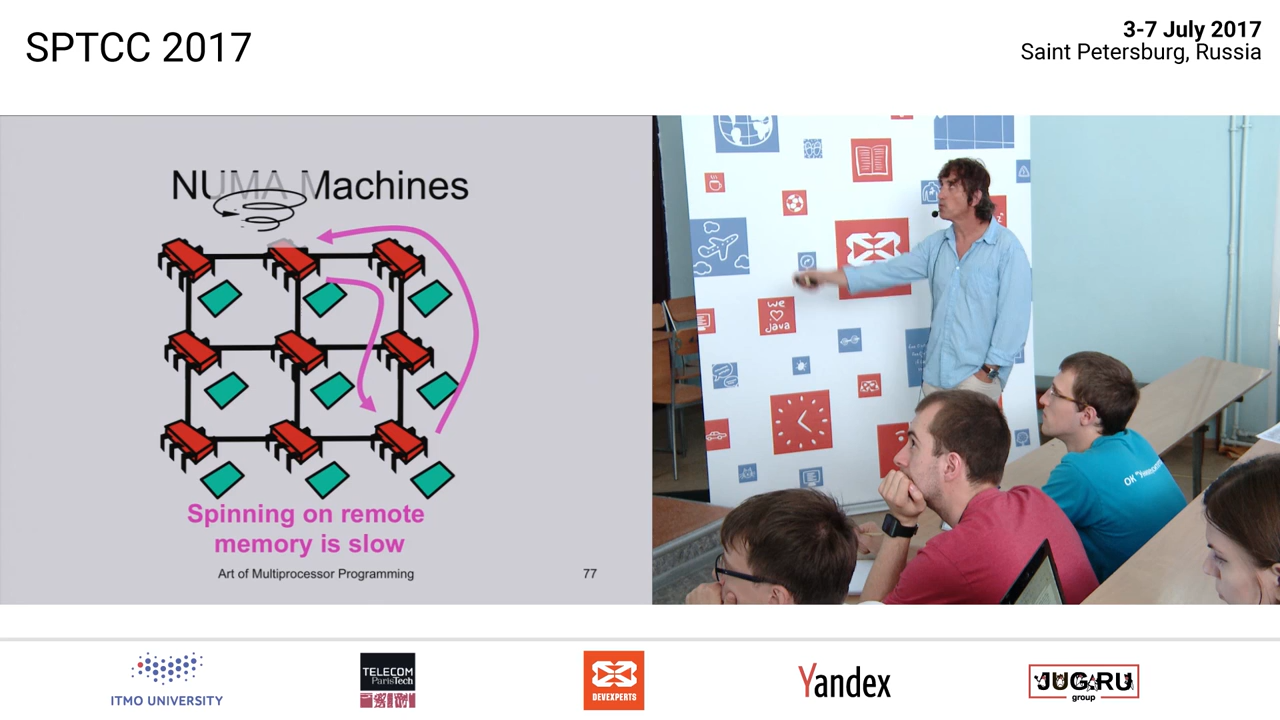 SPTCC 2017
3-7 July 2017
Saint Petersburg, Russia
NUMA Machines
Spinning on remote
memory is slow
Art of Multiprocessor Programming
77
we
java
ITMO UNIVERSITY
TELECOM
ParisTech
DEVEXPERTS
Yandex
JUG.RU
group